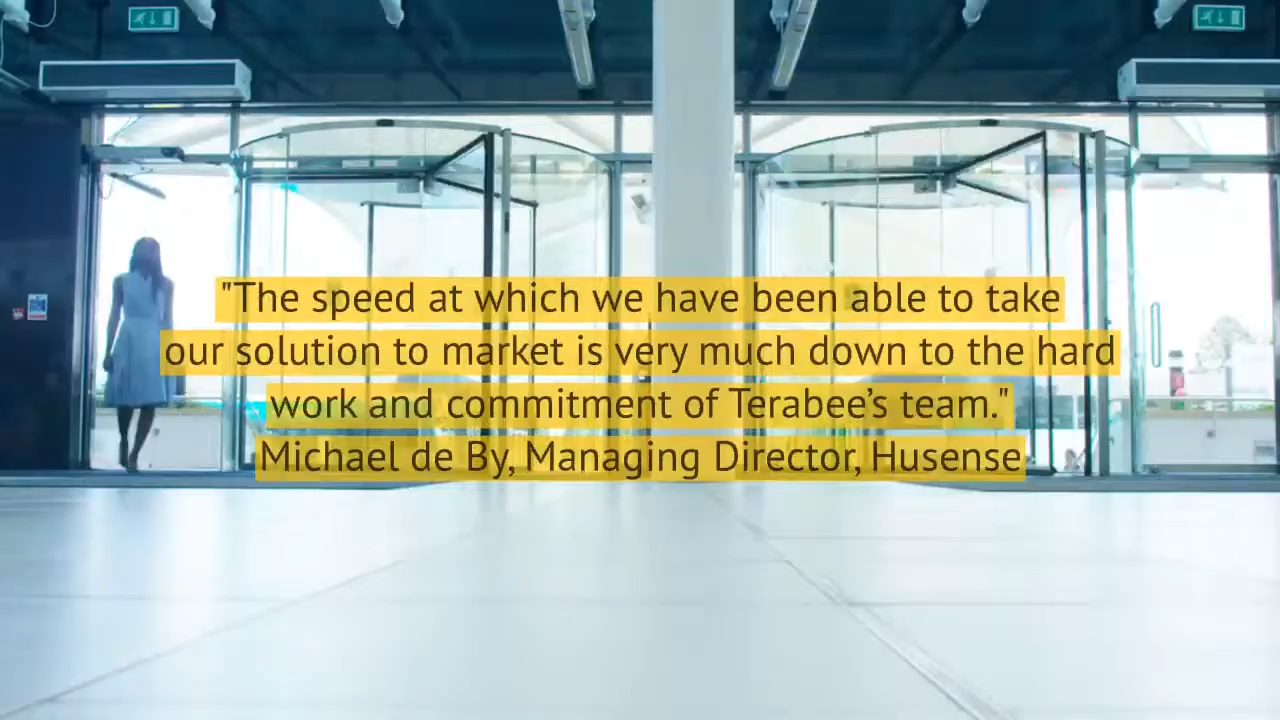 "The speed at which we have been able to take
our solution to market is very much down to the hard
work and commitment of Terabee’s team."
Michael de By, Managing Director, Husense